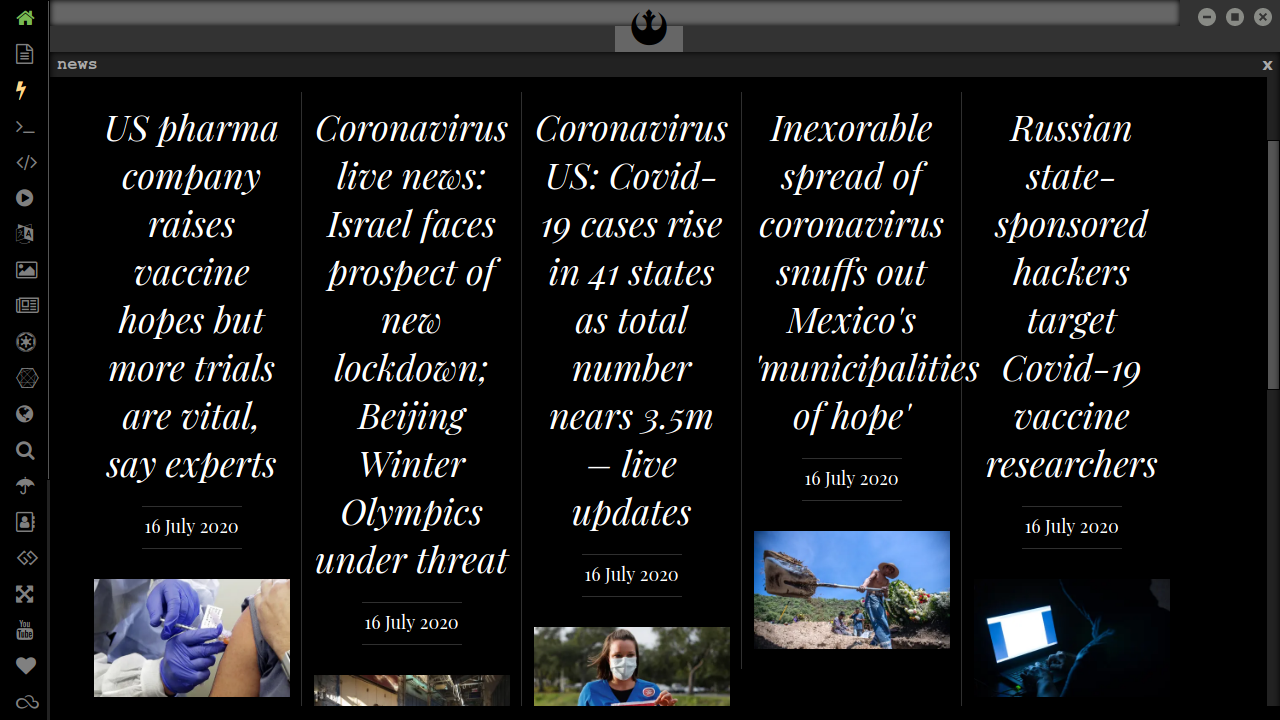 news
x
US pharma
company
raises
vaccine
hopes but
more trials
are vital,
say experts
16 July 2020
Coronavirus
live news:
Israel faces
prospect of
new
lockdown;
Beijing
Winter
Olympics
under threat
16 July 2020
Coronavirus
US: Covid-
19 cases rise
in 41 states
as total
number
nears 3.5m
– live
updates
16 July 2020
Inexorable
spread of
coronavirus
snuffs out
Mexico's
'municipalities
of hope'
16 July 2020
Russian
state-
sponsored
hackers
target
Covid-19
vaccine
researchers
16 July 2020
You
Tube